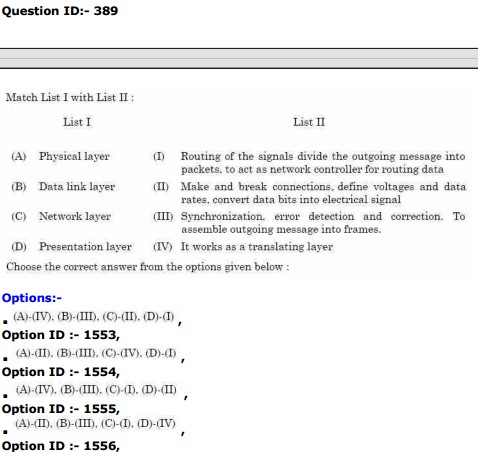 Question ID:- 389
Match List I with List II :
List I List II
(A) Physical layer (I) Routing of the signals divide the outgoing message into
packets, to act as network controller for routing data
(B) Data link layer (II) Make and break connections, define voltages and data
rates, convert data bits into electrical signal
(C) Network layer (III) Synchronization, error detection and correction. To
assemble outgoing message into frames.
(D) Presentation layer (IV) It works as a translating layer
Choose the correct answer from the options given below :
Options:-
(A)-(IV), (B)-(III), (C)-(II), (D)-(I) ,
Option ID :- 1553,
(A)-(II), (B)-(III), (C)-(IV), (D)-(I) ,
Option ID :- 1554,
(A)-(IV), (B)-(III), (C)-(I), (D)-(II) ,
Option ID :- 1555,
(A)-(II), (B)-(III), (C)-(I), (D)-(IV) ,
Option ID :- 1556,